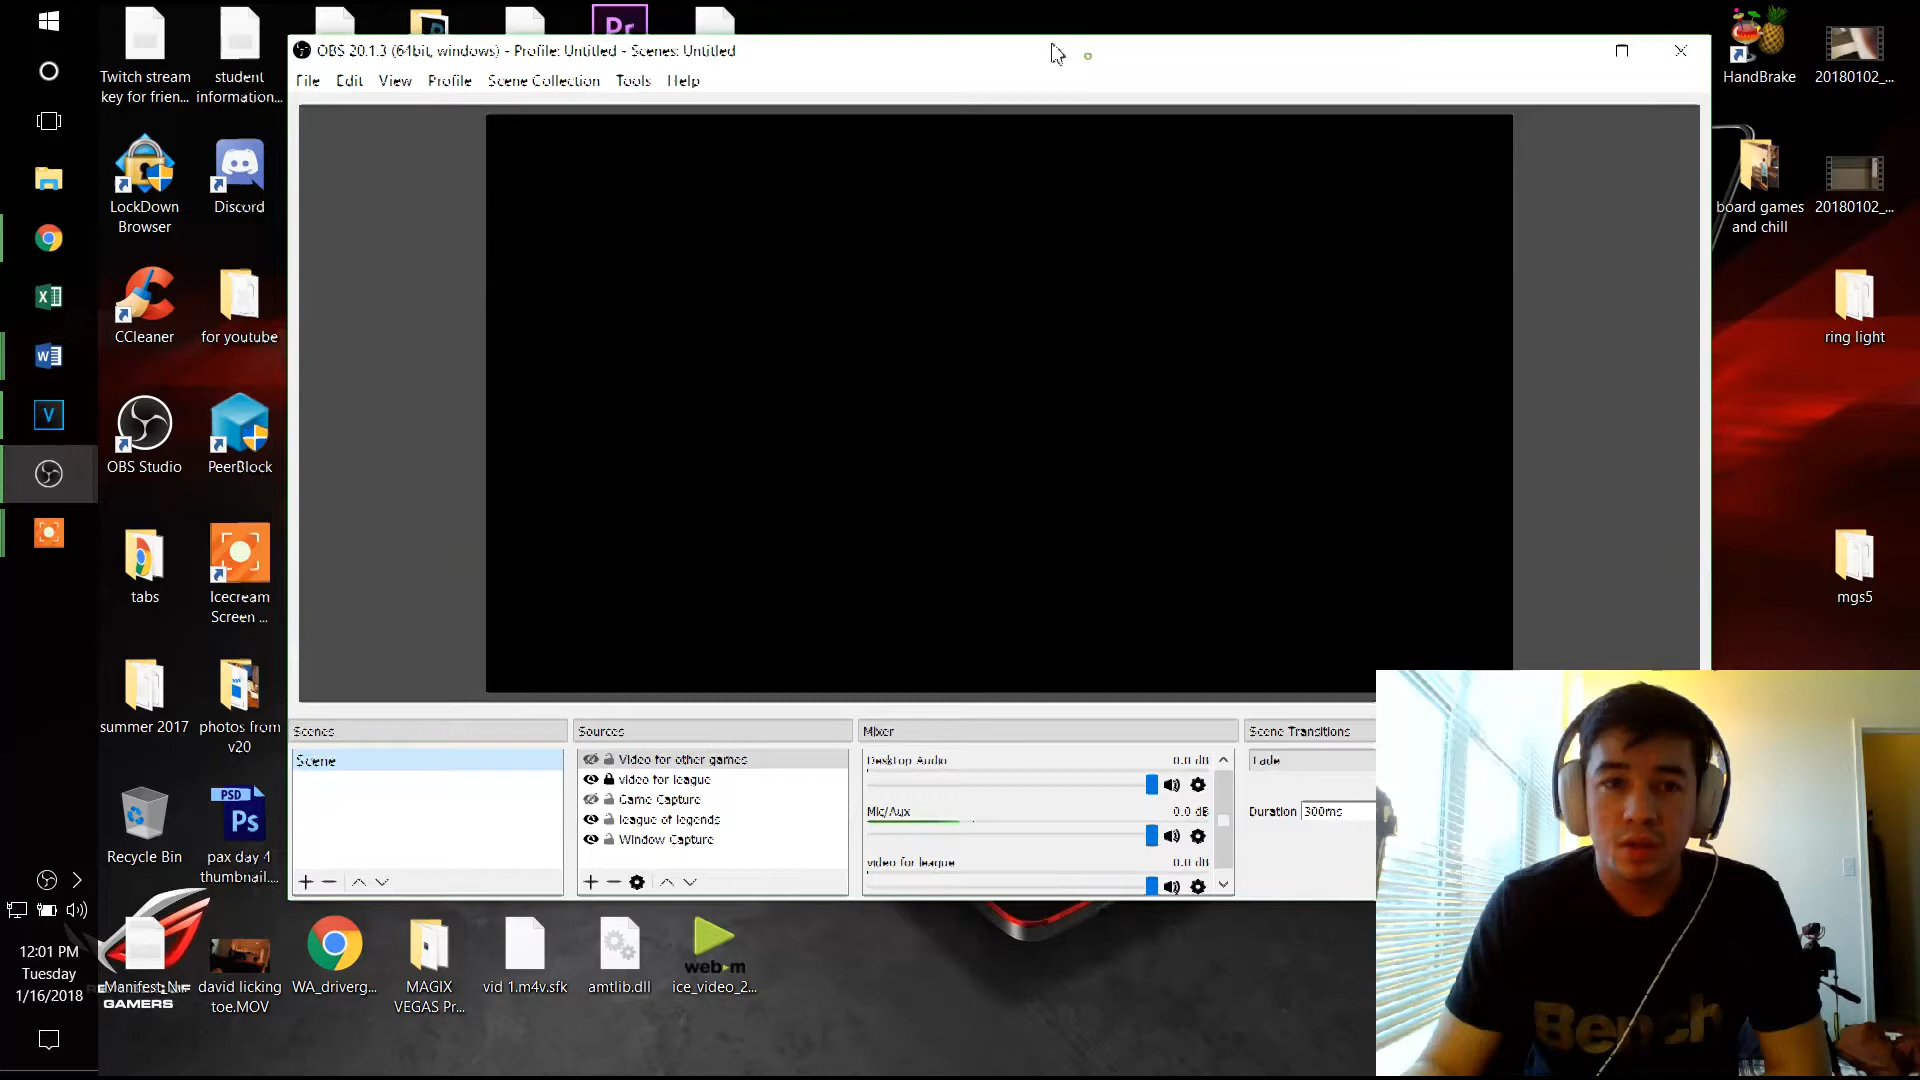 OBS 20.1.3 (64bit, windows) - Profile: Untitled - Scenes: Untitled
File Edit View Profile Scene Collection Tools Help
Twitch stream
key for frien...
student
information...
Pr
HandBrake
20180102_...
LockDown
Browser
Discord
board games
and chill
20180102_...
CCleaner
for youtube
ring light
OBS Studio
PeerBlock
tabs
Icecream
Screen ...
mgs5
summer 2017
photos from
v20
Recycle Bin
PSD
Ps
pax day 4
thumbnail....
Scenes
Scene
Sources
Video for other games
video for league
Game Capture
league of legends
Window Capture
Mixer
Desktop Audio 0.0 dB
Mic/Aux 0.0 dB
video for league 0.0 dB
Scene Transitions
Fade
Duration 300ms
12:01 PM
Tuesday
1/16/2018
GAMERS
david licking
toe.MOV
WA_driverg...
MAGIX
VEGAS Pr...
vid 1.m4v.sfk
amtlib.dll
web-m
ice_video_2...
Bench